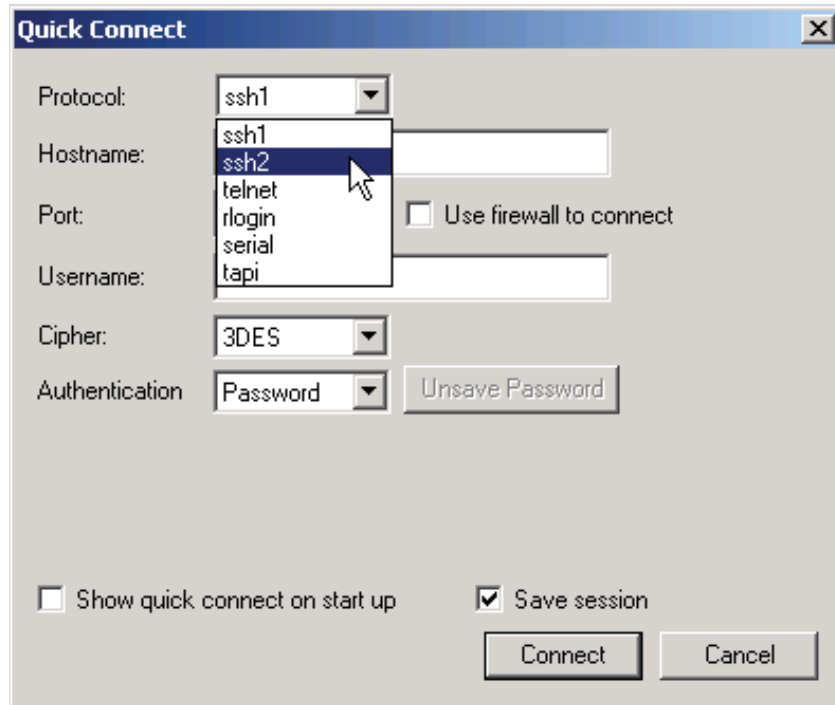 Quick Connect
Protocol: ssh1
ssh1
Hostname:
ssh2
telnet
Port:
rlogin
Use firewall to connect
serial
tapi
Username:
Cipher: 3DES
Authentication Password Unsave Password
Show quick connect on start up Save session
Connect Cancel